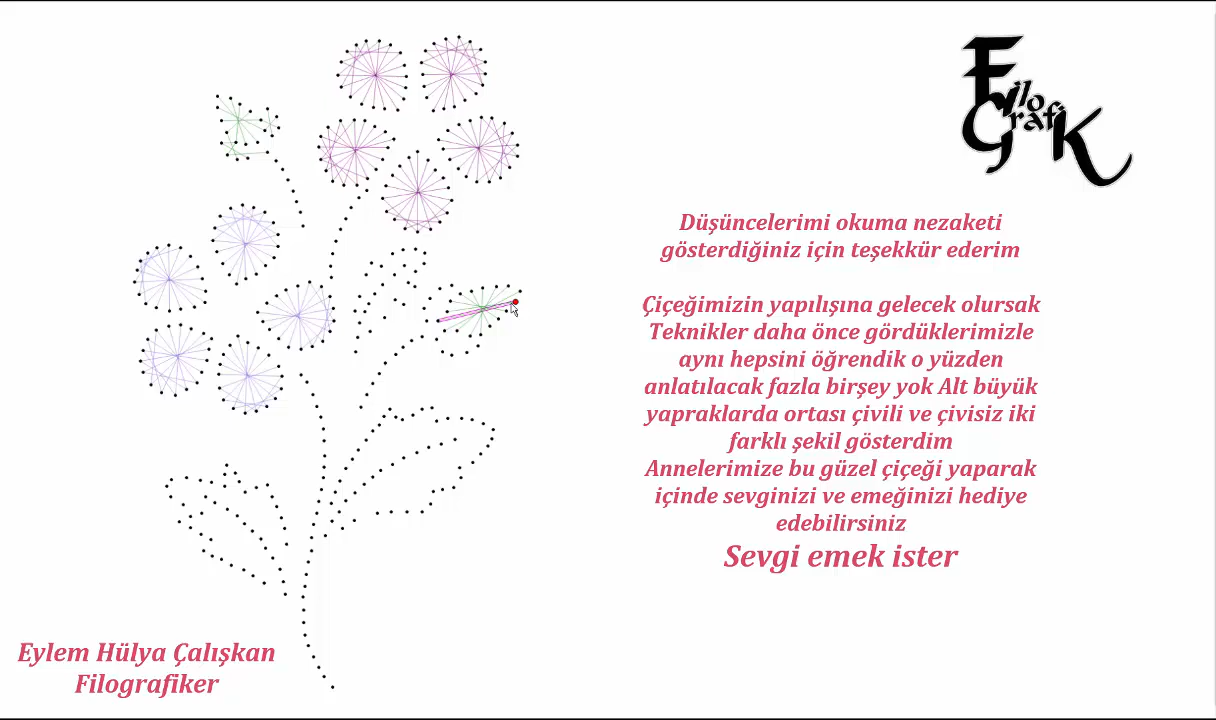 Filo
Grafik
Düşüncelerimi okuma nezaketi
gösterdiğiniz için teşekkür ederim
Çiçeğimizin yapılışına gelecek olursak
Teknikler daha önce gördüklerimizle
aynı hepsini öğrendik o yüzden
anlatılacak fazla birşey yok Alt büyük
yapraklarda ortası çivili ve çivisiz iki
farklı şekil gösterdim
Annelerimize bu güzel çiçeği yaparak
içinde sevginizi ve emeğinizi hediye
edebilirsiniz
Sevgi emek ister
Eylem Hülya Çalışkan
Filografiker